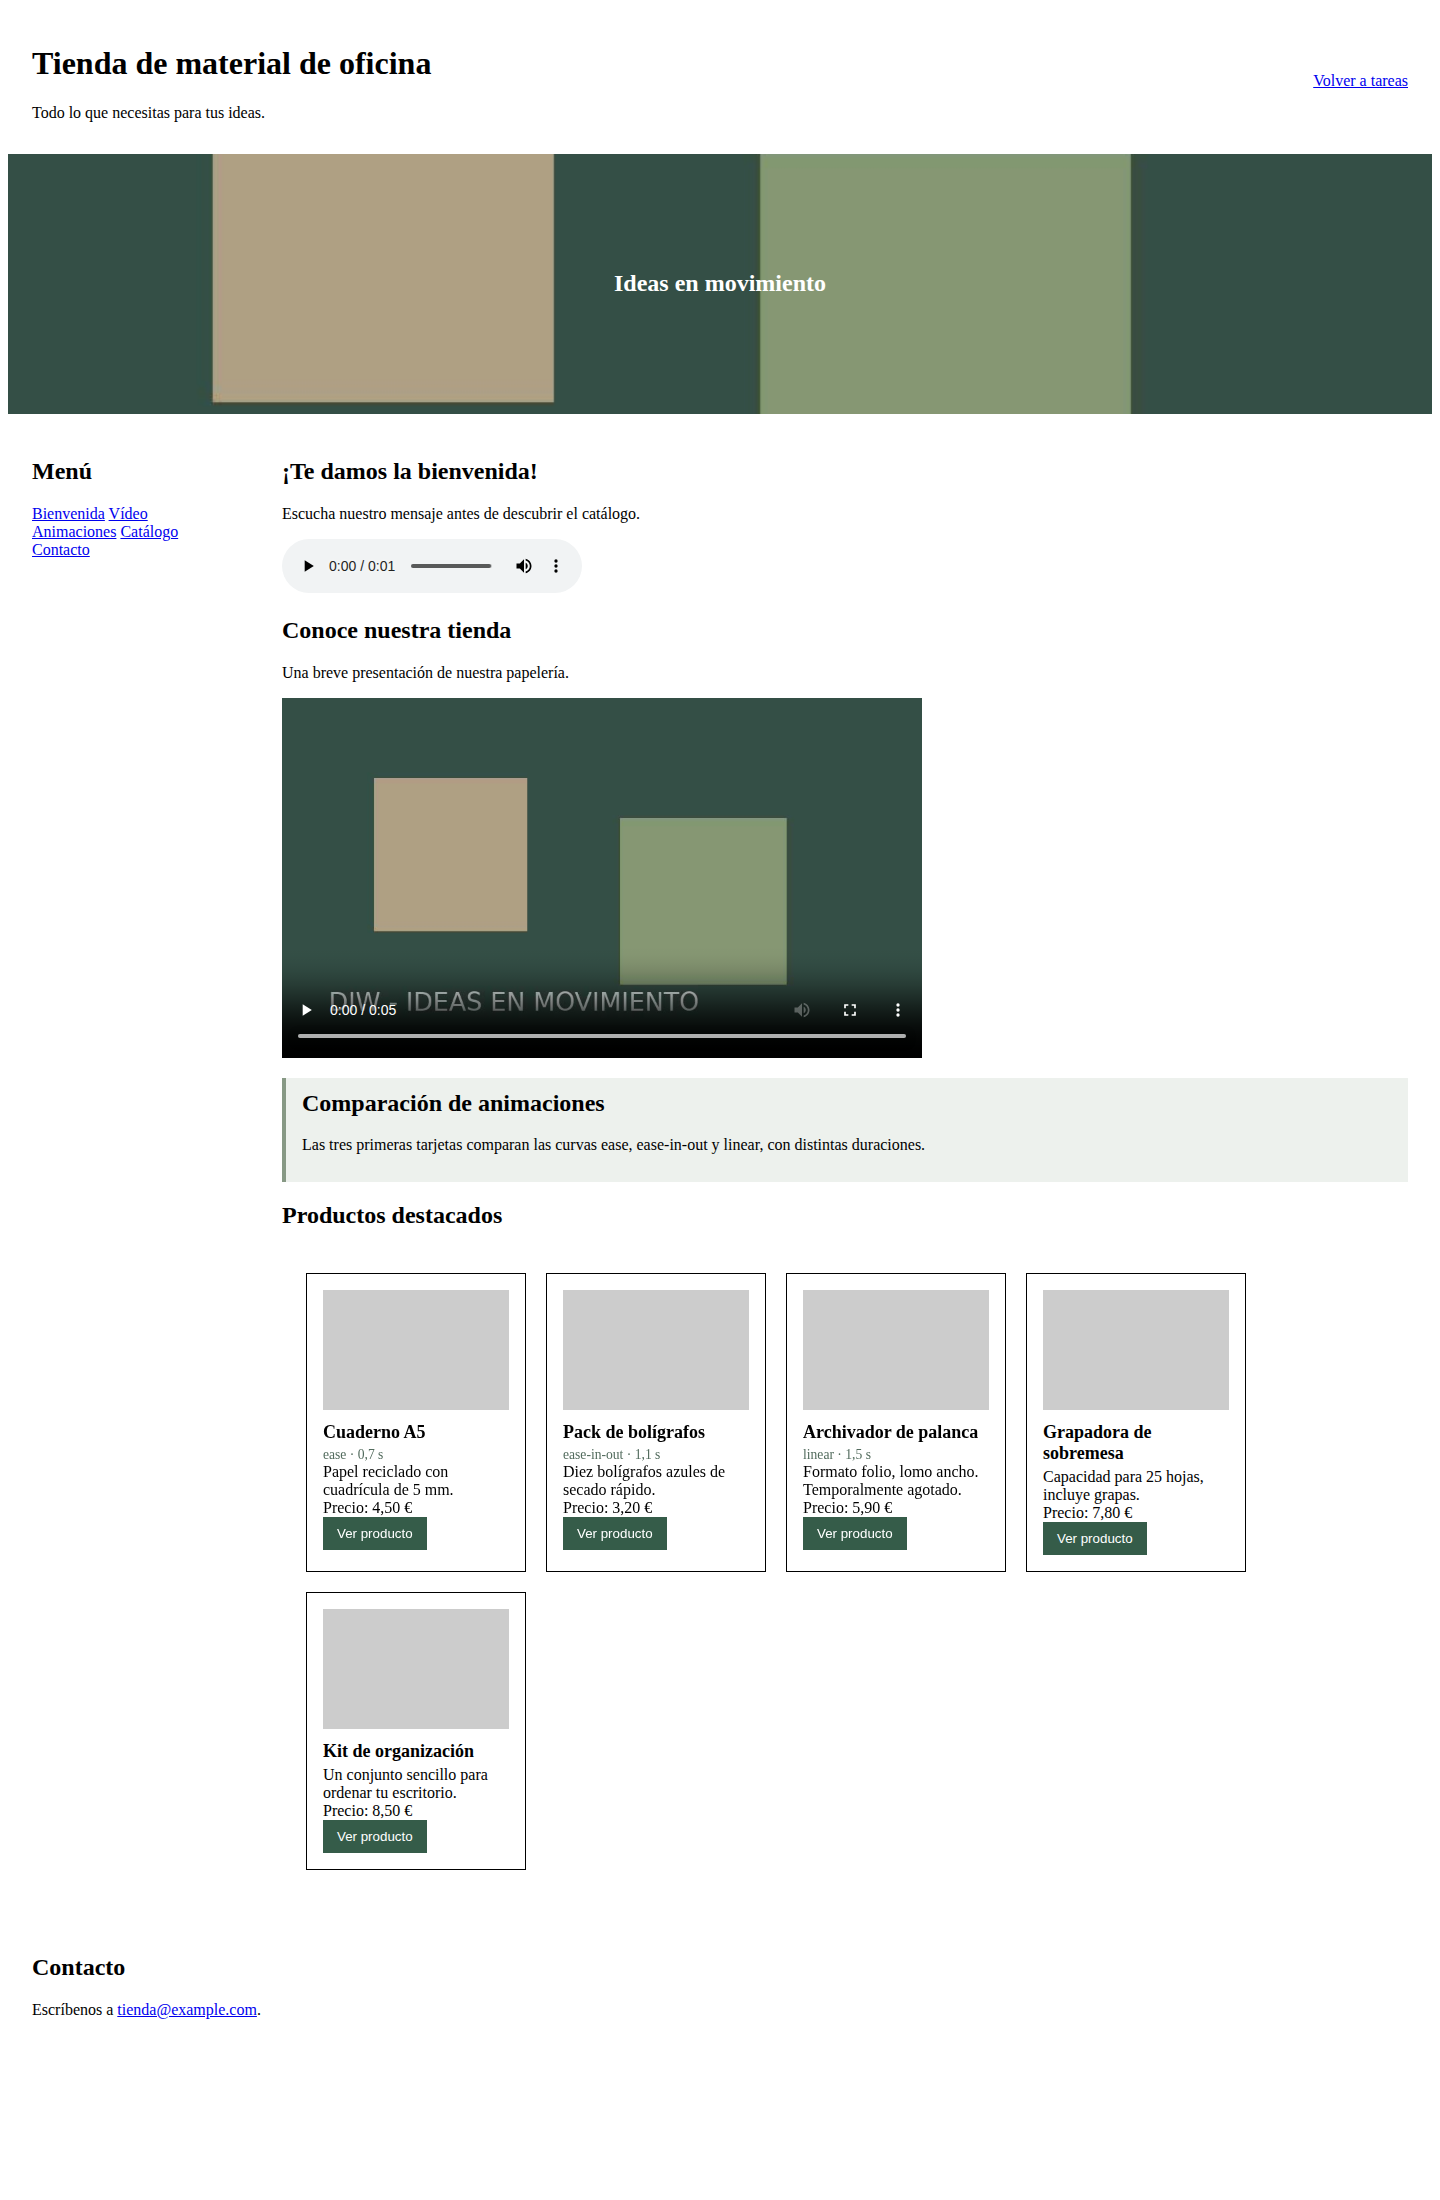 Tienda de material de oficina
Volver a tareas
Todo lo que necesitas para tus ideas.
Ideas en movimiento
Menú
Bienvenida Vídeo
Animaciones Catálogo
Contacto
¡Te damos la bienvenida!
Escucha nuestro mensaje antes de descubrir el catálogo.
0:00 / 0:01
Conoce nuestra tienda
Una breve presentación de nuestra papelería.
DIW - IDEAS EN MOVIMIENTO
0:00 / 0:05
Comparación de animaciones
Las tres primeras tarjetas comparan las curvas ease, ease-in-out y linear, con distintas duraciones.
Productos destacados
Cuaderno A5
ease · 0,7 s
Papel reciclado con
cuadrícula de 5 mm.
Precio: 4,50 €
Ver producto
Pack de bolígrafos
ease-in-out · 1,1 s
Diez bolígrafos azules de
secado rápido.
Precio: 3,20 €
Ver producto
Archivador de palanca
linear · 1,5 s
Formato folio, lomo ancho.
Temporalmente agotado.
Precio: 5,90 €
Ver producto
Grapadora de
sobremesa
Capacidad para 25 hojas,
incluye grapas.
Precio: 7,80 €
Ver producto
Kit de organización
Un conjunto sencillo para
ordenar tu escritorio.
Precio: 8,50 €
Ver producto
Contacto
Escríbenos a tienda@example.com.